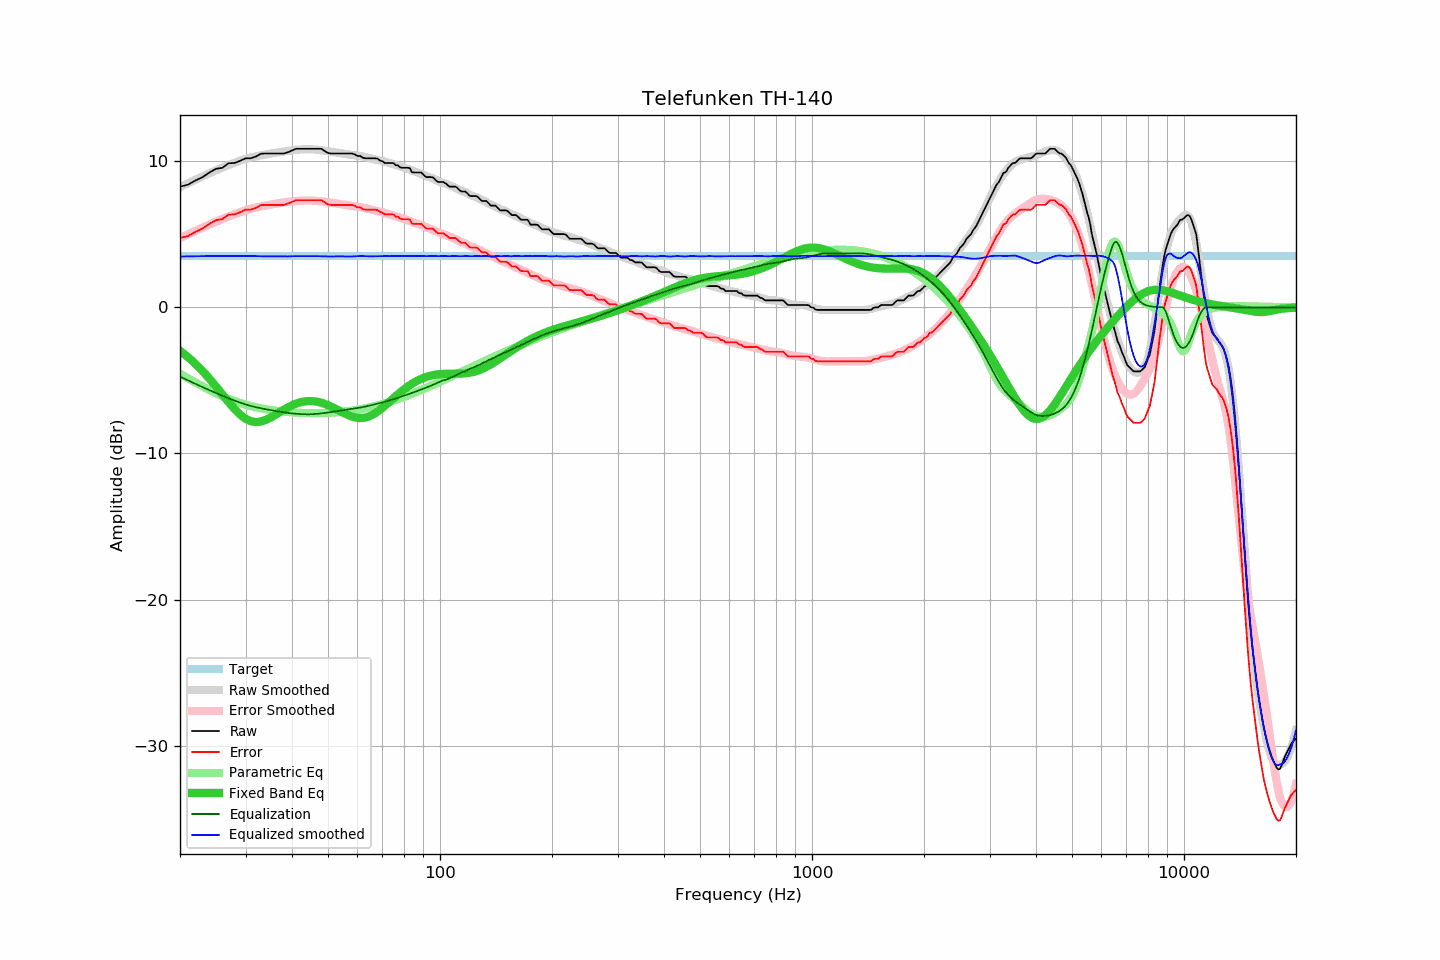 Telefunken TH-140
10
0
−10
−20
−30
Amplitude (dBr)
100
1000
10000
Frequency (Hz)
Target
Raw Smoothed
Error Smoothed
Raw
Error
Parametric Eq
Fixed Band Eq
Equalization
Equalized smoothed